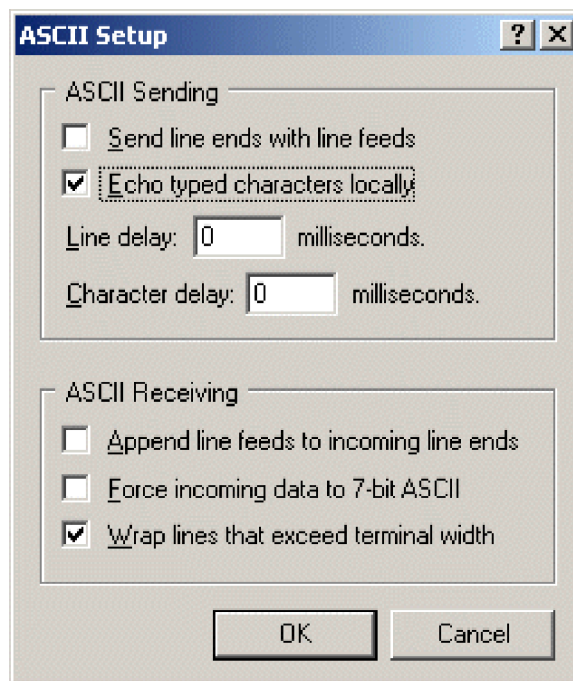 ASCII Setup
ASCII Sending
Send line ends with line feeds
Echo typed characters locally
Line delay: 0 milliseconds.
Character delay: 0 milliseconds.
ASCII Receiving
Append line feeds to incoming line ends
Force incoming data to 7-bit ASCII
Wrap lines that exceed terminal width
OK Cancel